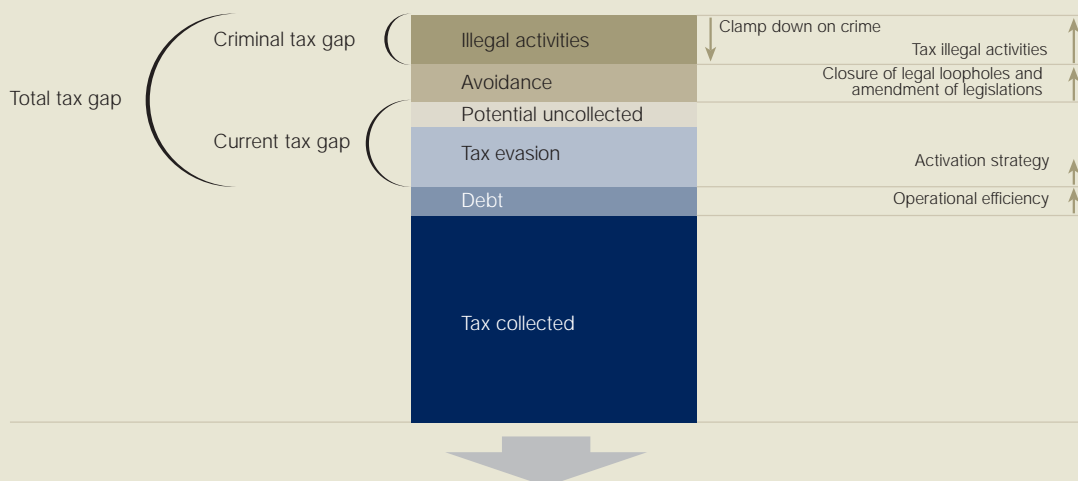 Criminal tax gap
Illegal activities
Clamp down on crime
Tax illegal activities
Total tax gap
Avoidance
Closure of legal loopholes and
amendment of legislations
Potential uncollected
Current tax gap
Tax evasion
Activation strategy
Debt
Operational efficiency
Tax collected